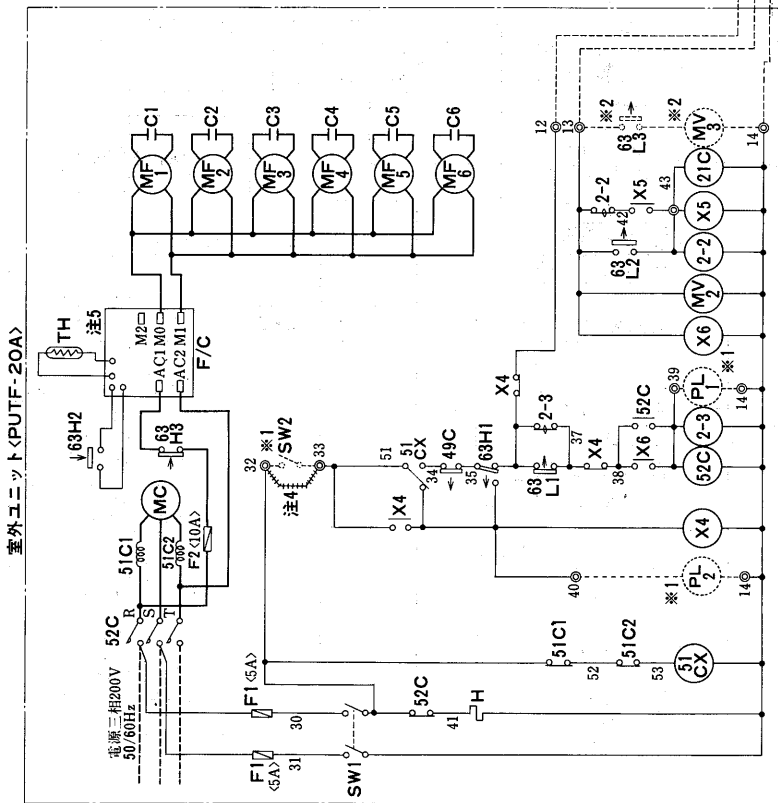 室外ユニット<PUTF-20A>
電源三相200V
50/60Hz
52C
R
S
T
51C1
51C2
MC
F2<10A>
63H2
TH
注5
M2
AC1 M0
AC2 M1
F/C
63
H3
MF
1
MF
2
MF
3
MF
4
MF
5
MF
6
C1
C2
C3
C4
C5
C6
F1<5A>
30
F1
<5A>
31
SW1
52C
41
H
32
※1
SW2
33
注4
51C1
52
51C2
53
51
CX
51
51
CX
34
49C
35
63H1
X4
X4
40
※1
PL
2
14
X4
2-3
63
L1
37
X4
38
52C
X6
39
※1
PL
1
14
2-3
52C
12
13
※2
63
L3
※2
MV
3
14
2-2
42
X5
43
63
L2
21C
X5
2-2
MV
2
X6